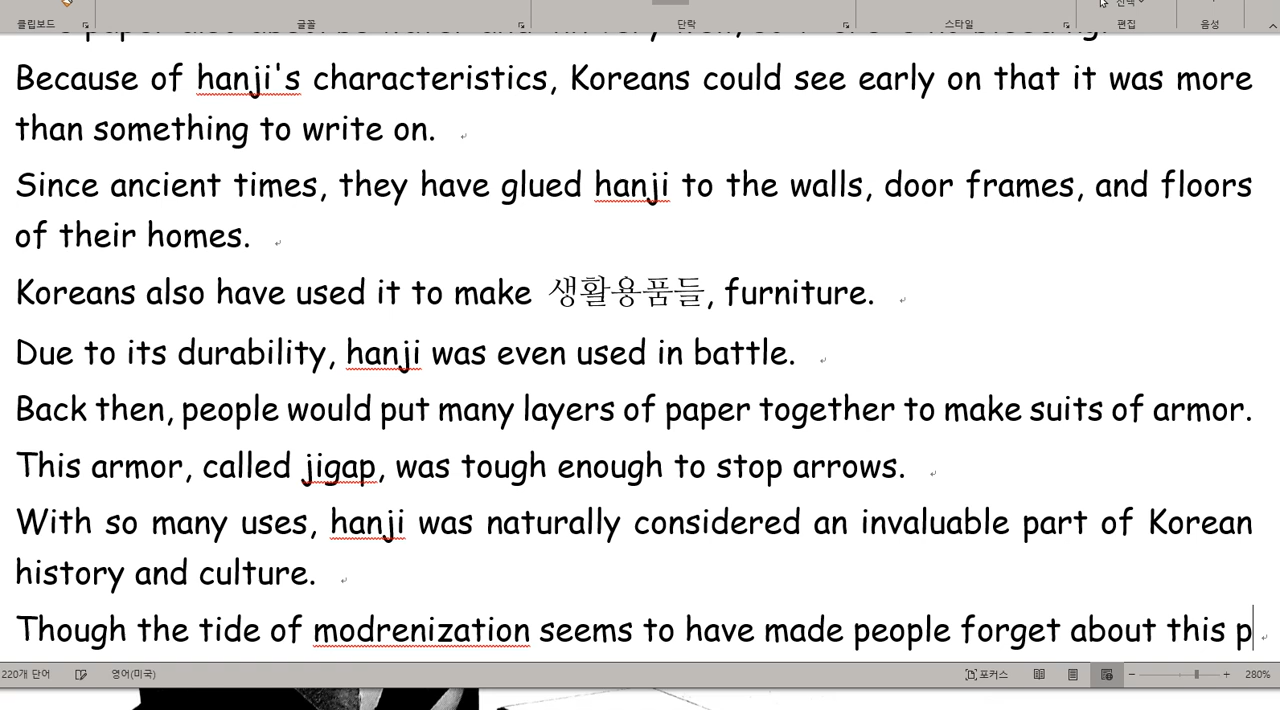 클립보드 글꼴 단락 스타일 편집 음성
Because of hanji's characteristics, Koreans could see early on that it was more
than something to write on.
Since ancient times, they have glued hanji to the walls, door frames, and floors
of their homes.
Koreans also have used it to make 생활용품들, furniture.
Due to its durability, hanji was even used in battle.
Back then, people would put many layers of paper together to make suits of armor.
This armor, called jigap, was tough enough to stop arrows.
With so many uses, hanji was naturally considered an invaluable part of Korean
history and culture.
Though the tide of modrenization seems to have made people forget about this p
220개 단어 영어(미국) 포커스 280%